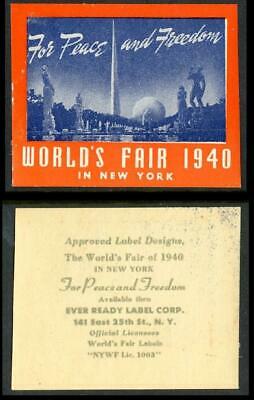 For Peace and Freedom
WORLD'S FAIR 1940
IN NEW YORK
Approved Label Designs,
The World's Fair of 1940
IN NEW YORK
For Peace and Freedom
Available thru
EVER READY LABEL CORP.
141 East 25th St., N. Y.
Official Licensees
World's Fair Labels
"NYWF Lic. 1003"